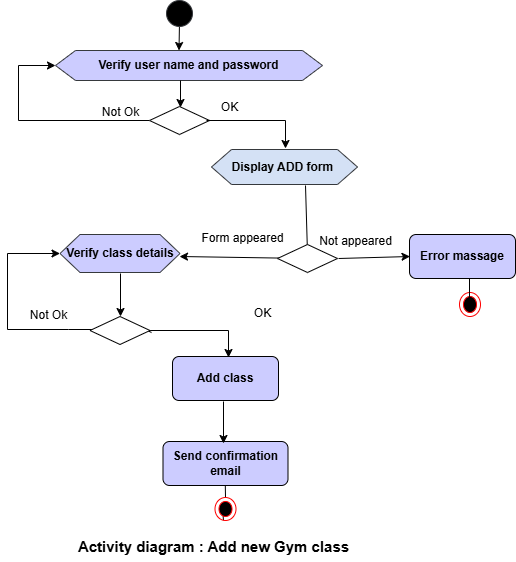 Verify user name and password
Not Ok
OK
Display ADD form
Form appeared
Not appeared
Verify class details
Error massage
Not Ok
OK
Add class
Send confirmation
email
Activity diagram : Add new Gym class